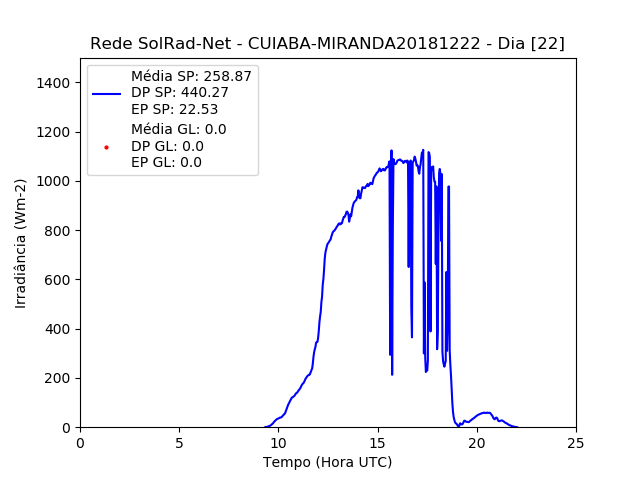 Rede SolRad-Net - CUIABA-MIRANDA20181222 - Dia [22]
Média SP: 258.87
DP SP: 440.27
EP SP: 22.53
Média GL: 0.0
DP GL: 0.0
EP GL: 0.0
1400
1200
1000
800
600
400
200
0
Irradiância (Wm-2)
0 5 10 15 20 25
Tempo (Hora UTC)